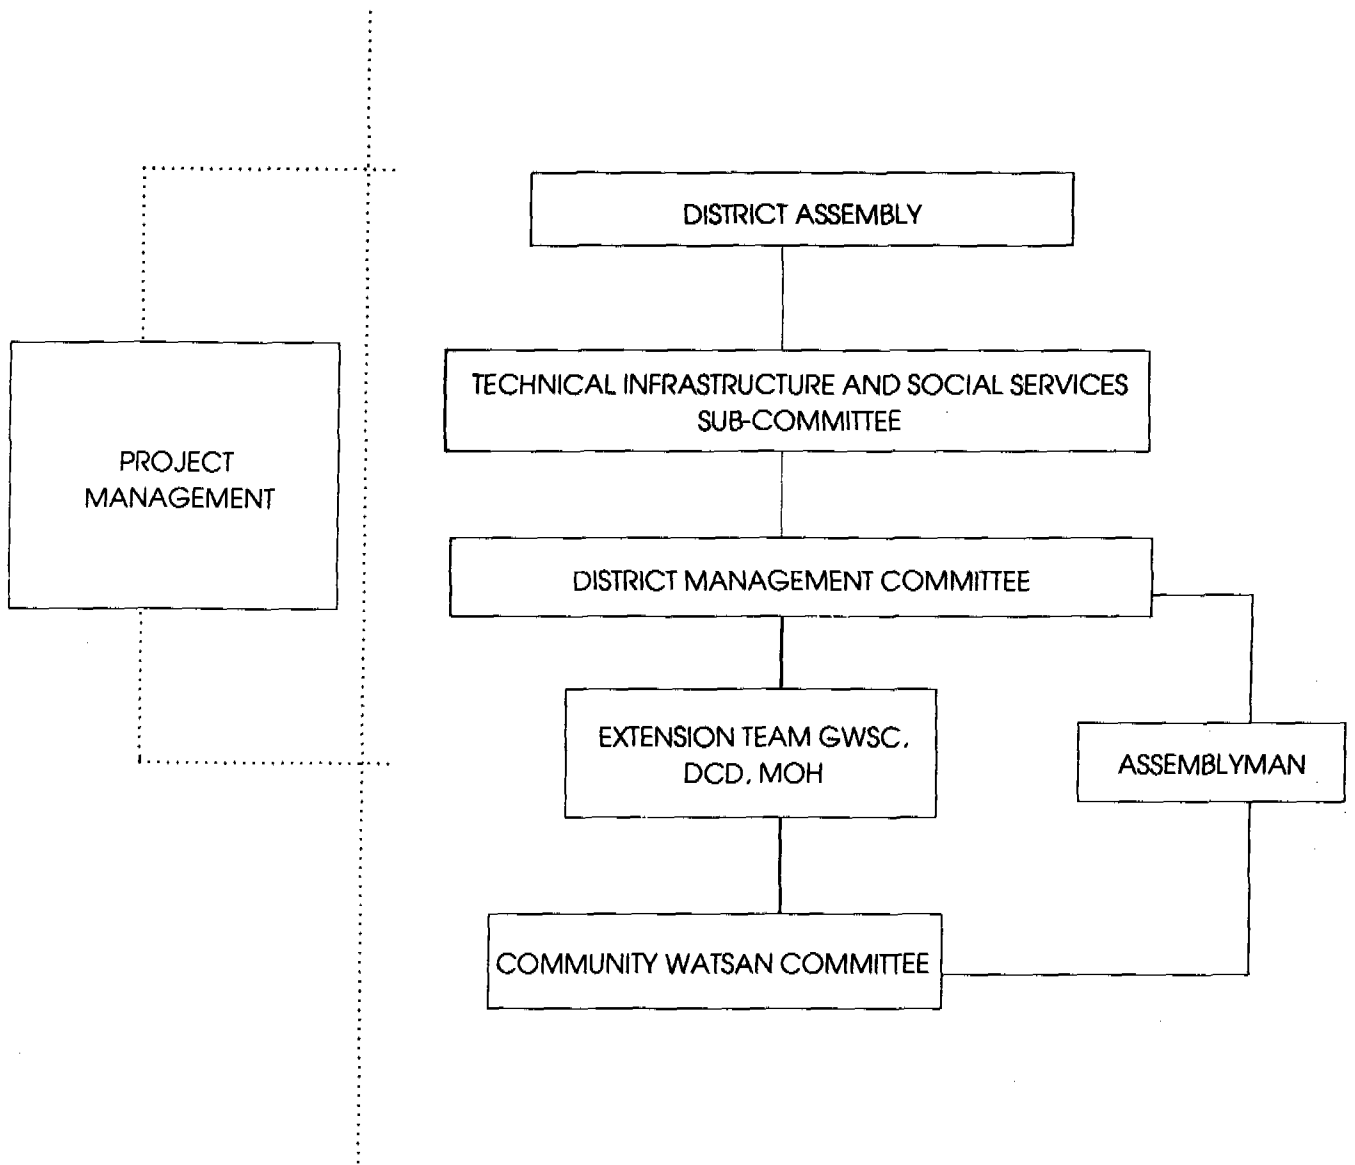 DISTRICT ASSEMBLY
TECHNICAL INFRASTRUCTURE AND SOCIAL SERVICES
SUB-COMMITTEE
PROJECT
MANAGEMENT
DISTRICT MANAGEMENT COMMITTEE
EXTENSION TEAM GWSC,
DCD, MOH
ASSEMBLYMAN
COMMUNITY WATSAN COMMITTEE